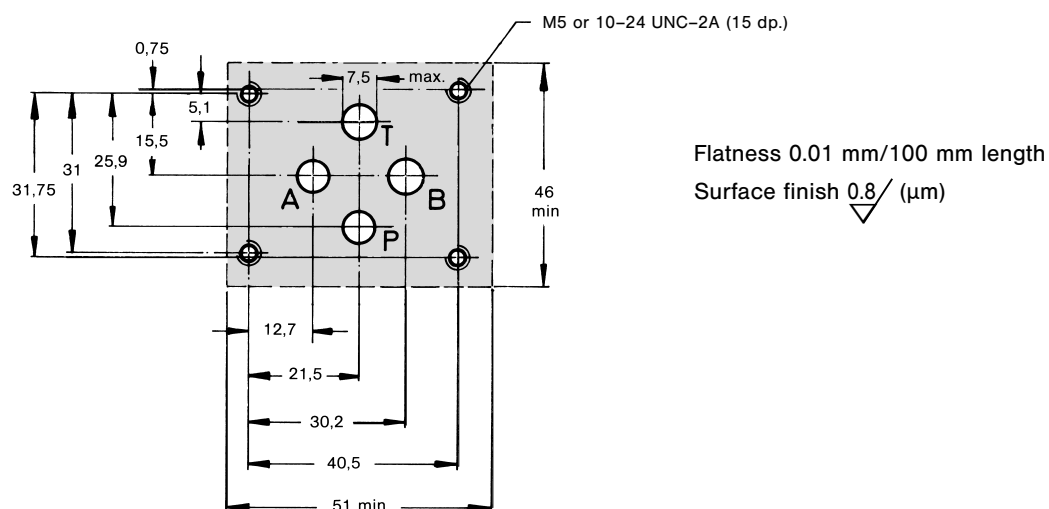 M5 or 10-24 UNC-2A (15 dp.)
0,75
7,5 max.
5,1
T
15,5
25,9
31
31,75
A
B
P
46
min
Flatness 0.01 mm/100 mm length
Surface finish 0.8 (µm)
12,7
21,5
30,2
40,5
51 min